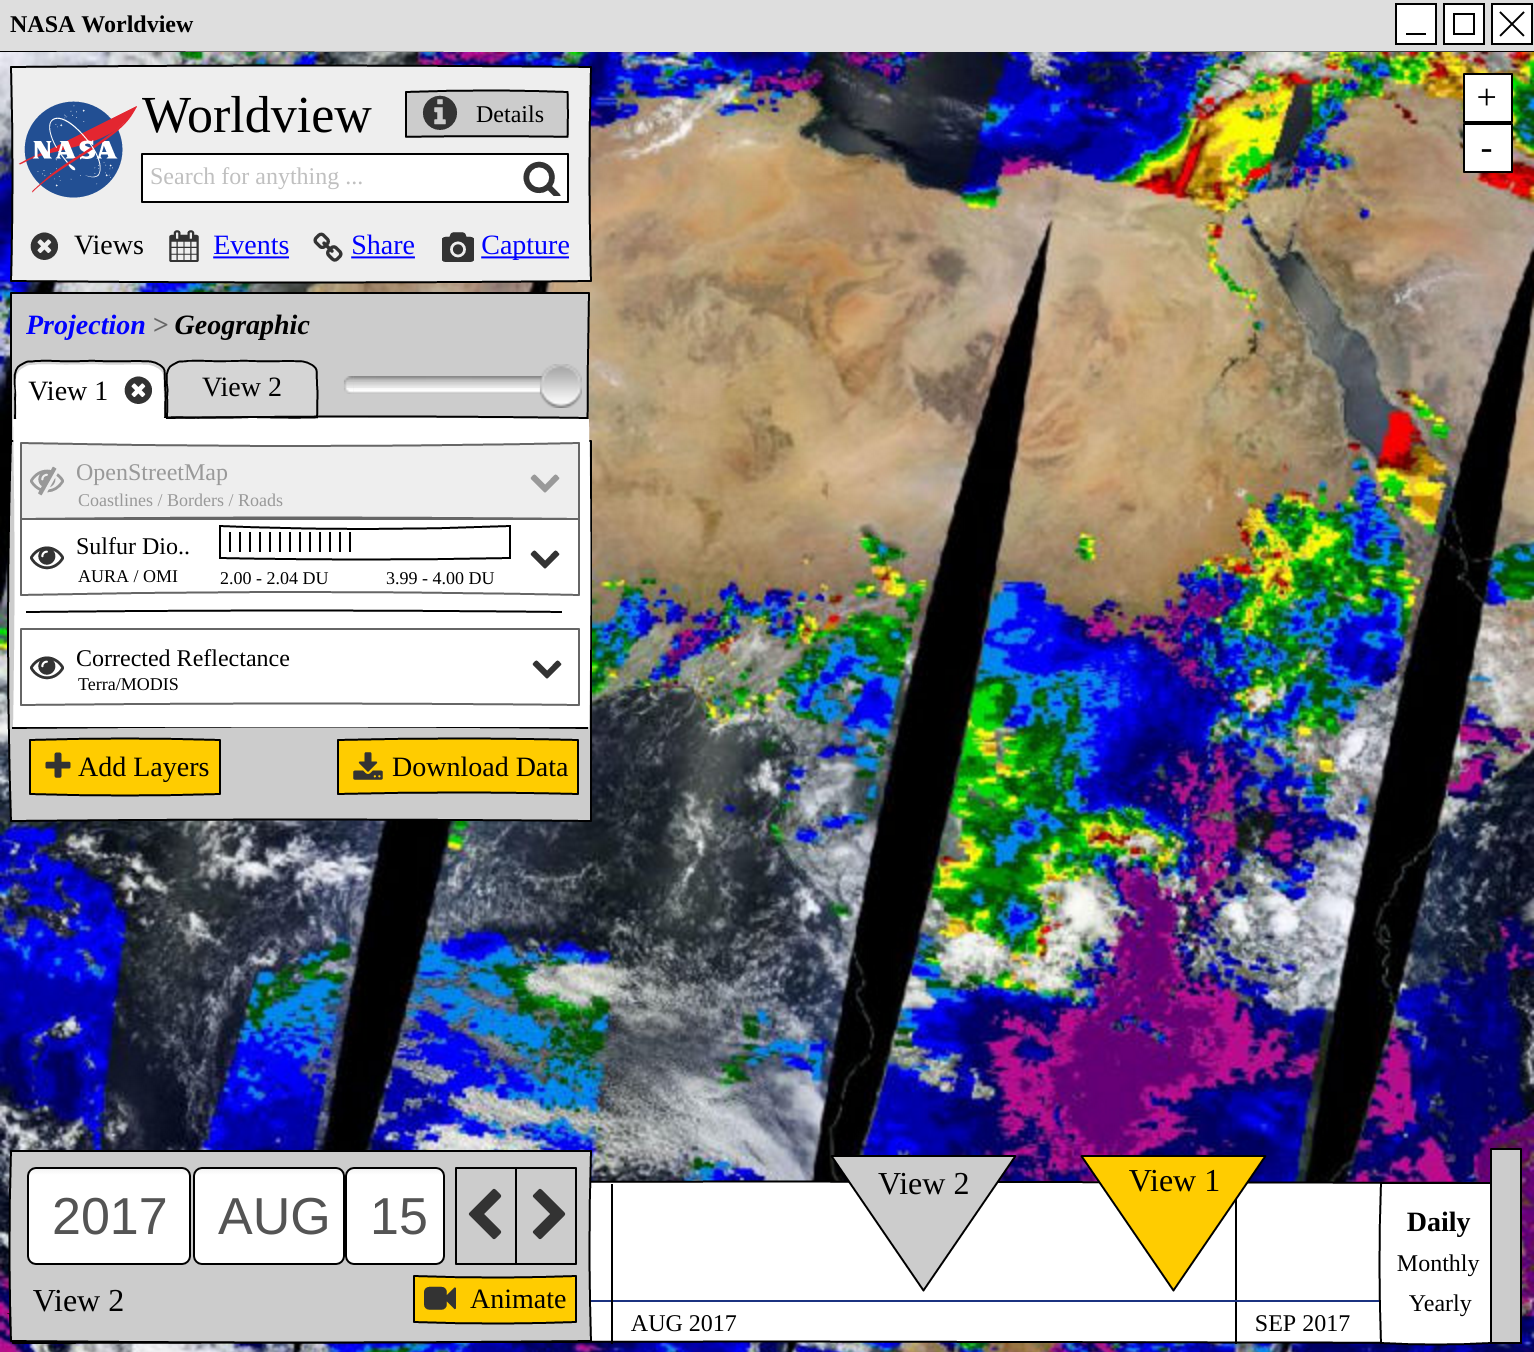 NASA Worldview
+
-
NASA
Worldview
Details
Search for anything ...
Views Events Share Capture
Projection > Geographic
View 1 View 2
OpenStreetMap
Coastlines / Borders / Roads
Sulfur Dio..
AURA / OMI
2.00 - 2.04 DU 3.99 - 4.00 DU
Corrected Reflectance
Terra/MODIS
Add Layers Download Data
2017 AUG 15
View 2
Animate
View 2 View 1
AUG 2017 SEP 2017
Daily
Monthly
Yearly